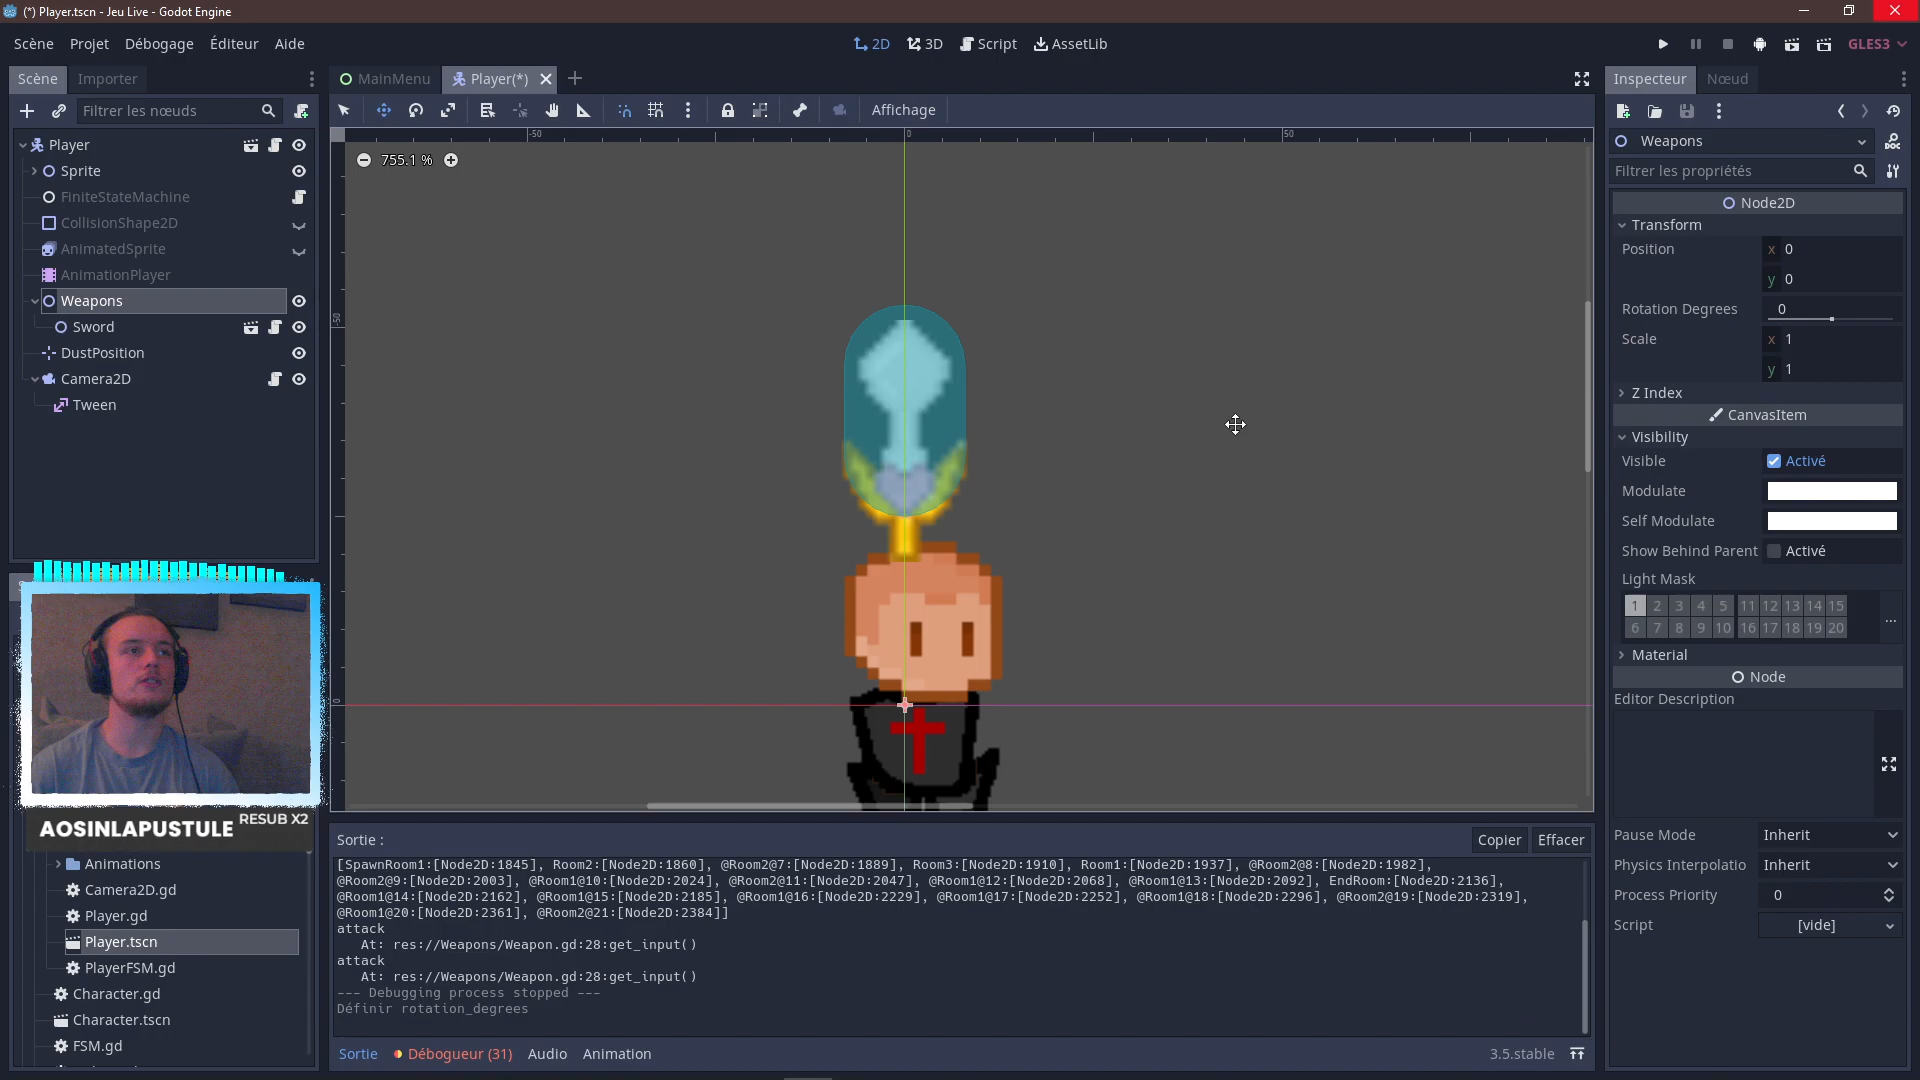 (*) Player.tscn - Jeu Live - Godot Engine
Scène Projet Débogage Éditeur Aide
2D 3D Script AssetLib
GLES3
Scène Importer
MainMenu Player(*)
Inspecteur Nœud
Filtrer les nœuds
Affichage
Player
Sprite
FiniteStateMachine
CollisionShape2D
AnimatedSprite
AnimationPlayer
Weapons
Sword
DustPosition
Camera2D
Tween
-50 0 50
755.1 %
-50
0
Weapons
Filtrer les propriétés
Node2D
Transform
Position x 0
y 0
Rotation Degrees 0
Scale x 1
y 1
Z Index
CanvasItem
Visibility
Visible Activé
Modulate
Self Modulate
Show Behind Parent Activé
Light Mask
1 2 3 4 5 11 12 13 14 15
6 7 8 9 10 16 17 18 19 20
...
Material
Node
Editor Description
Pause Mode Inherit
Physics Interpolatio Inherit
Process Priority 0
Script [vide]
AOSINLAPUSTULE RESUB X2
Animations
Camera2D.gd
Player.gd
Player.tscn
PlayerFSM.gd
Character.gd
Character.tscn
FSM.gd
Sortie :
Copier Effacer
[SpawnRoom1:[Node2D:1845], Room2:[Node2D:1860], @Room2@7:[Node2D:1889], Room3:[Node2D:1910], Room1:[Node2D:1937], @Room2@8:[Node2D:1982],
@Room2@9:[Node2D:2003], @Room1@10:[Node2D:2024], @Room2@11:[Node2D:2047], @Room1@12:[Node2D:2068], @Room1@13:[Node2D:2092], EndRoom:[Node2D:2136],
@Room1@14:[Node2D:2162], @Room1@15:[Node2D:2185], @Room1@16:[Node2D:2229], @Room1@17:[Node2D:2252], @Room1@18:[Node2D:2296], @Room2@19:[Node2D:2319],
@Room1@20:[Node2D:2361], @Room2@21:[Node2D:2384]]
attack
At: res://Weapons/Weapon.gd:28:get_input()
attack
At: res://Weapons/Weapon.gd:28:get_input()
--- Debugging process stopped ---
Définir rotation_degrees
Sortie Débogueur (31) Audio Animation
3.5.stable